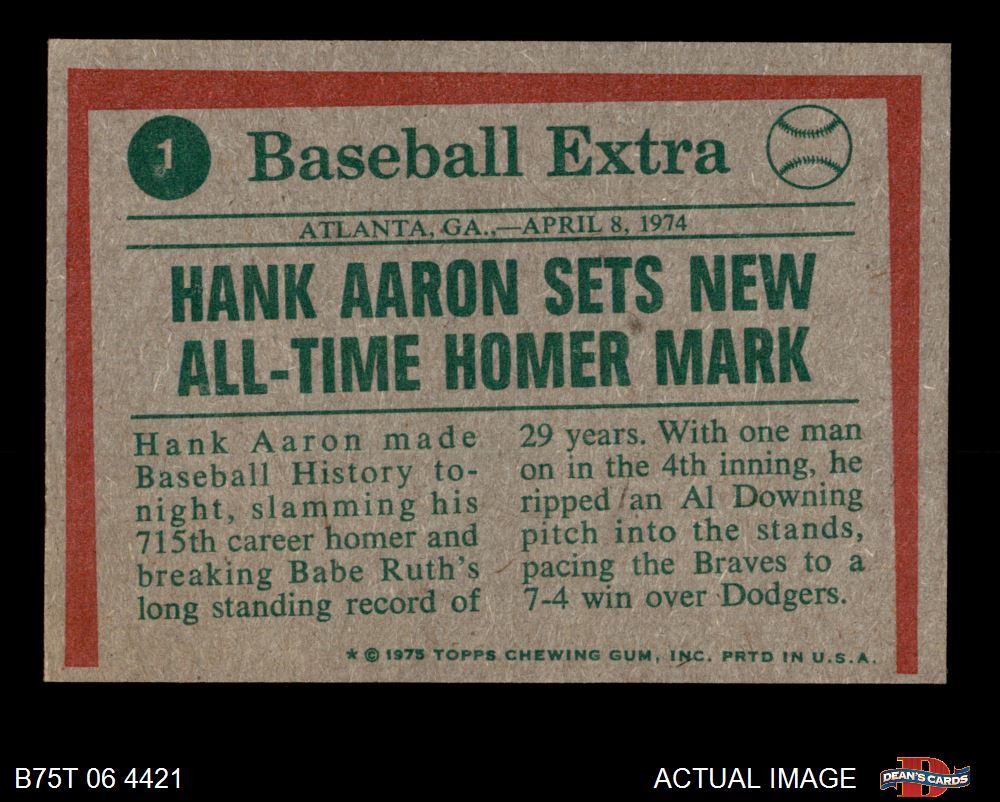 1
Baseball Extra
ATLANTA, GA.,—APRIL 8, 1974
HANK AARON SETS NEW
ALL-TIME HOMER MARK
Hank Aaron made
Baseball History to-
night, slamming his
715th career homer and
breaking Babe Ruth's
long standing record of
29 years. With one man
on in the 4th inning, he
ripped an Al Downing
pitch into the stands,
pacing the Braves to a
7-4 win over Dodgers.
* © 1975 TOPPS CHEWING GUM, INC. PRTD IN U.S.A.
B75T 06 4421
ACTUAL IMAGE
DEAN'S CARDS